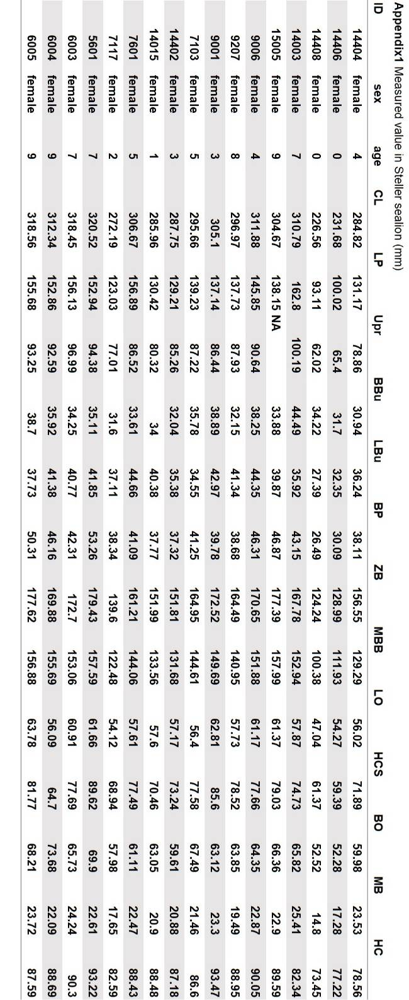 Appendix1 Measured value in Steller sealion (mm)
ID sex age CL LP Upr BBu LBu BP ZB MBB LO HCS BO MB HC
14404 female 4 284.82 131.17 78.86 30.94 36.24 38.11 156.55 129.29 56.02 71.89 59.98 23.53 78.56
14406 female 0 231.68 100.02 65.4 31.7 32.35 30.09 128.99 111.93 54.27 59.39 52.28 17.28 77.22
14408 female 0 226.56 93.11 62.02 34.22 27.39 26.49 124.24 100.38 47.04 61.37 52.52 14.8 73.45
14003 female 7 310.79 162.8 100.19 44.49 35.92 43.15 167.78 152.94 57.87 74.73 65.82 25.41 82.34
15005 female 9 304.67 138.15 NA 33.88 39.87 46.87 177.39 157.99 61.37 79.03 66.36 22.9 89.59
9006 female 4 311.88 145.85 90.64 38.25 44.35 46.31 170.65 151.88 61.17 77.66 64.35 22.87 90.05
9207 female 8 296.97 137.73 87.93 32.15 41.34 38.68 164.49 140.95 57.73 78.52 63.85 19.49 88.95
9001 female 3 305.1 137.14 86.44 38.89 42.97 39.78 172.52 149.69 62.81 85.6 63.12 23.3 93.47
7103 female 5 295.66 139.23 87.22 35.78 34.55 41.25 164.95 144.61 56.4 77.58 67.49 21.46 86.6
14402 female 3 287.75 129.21 85.26 32.04 35.38 37.32 151.81 131.68 57.17 73.24 59.61 20.88 87.18
14015 female 1 285.96 130.42 80.32 34 40.38 37.77 151.99 133.56 57.6 70.46 63.05 20.9 88.48
7601 female 5 306.67 156.89 86.52 33.61 44.66 41.09 161.21 144.06 57.61 77.49 61.11 22.47 88.43
7117 female 2 272.19 123.03 77.01 31.6 37.11 38.34 139.6 122.48 54.12 68.94 57.98 17.65 82.59
5601 female 7 320.52 152.94 94.38 35.11 41.85 53.26 179.43 157.59 61.66 89.62 69.9 22.61 93.22
6003 female 7 318.45 156.13 96.99 34.25 40.77 42.31 172.7 153.06 60.91 77.69 65.73 24.24 90.3
6004 female 9 312.34 152.86 92.59 35.92 41.38 46.16 169.88 155.69 56.09 64.7 73.68 22.09 88.69
6005 female 9 318.56 155.68 93.25 38.7 37.73 50.31 177.62 156.88 63.78 81.77 68.21 23.72 87.59